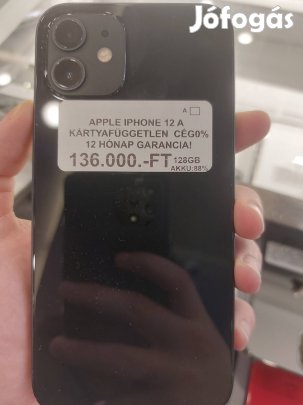 Jófogás
A
APPLE IPHONE 12 A
KÁRTYAFÜGGETLEN CÉG0%
12 HÓNAP GARANCIA!
136.000.-FT 128GB
AKKU:88%